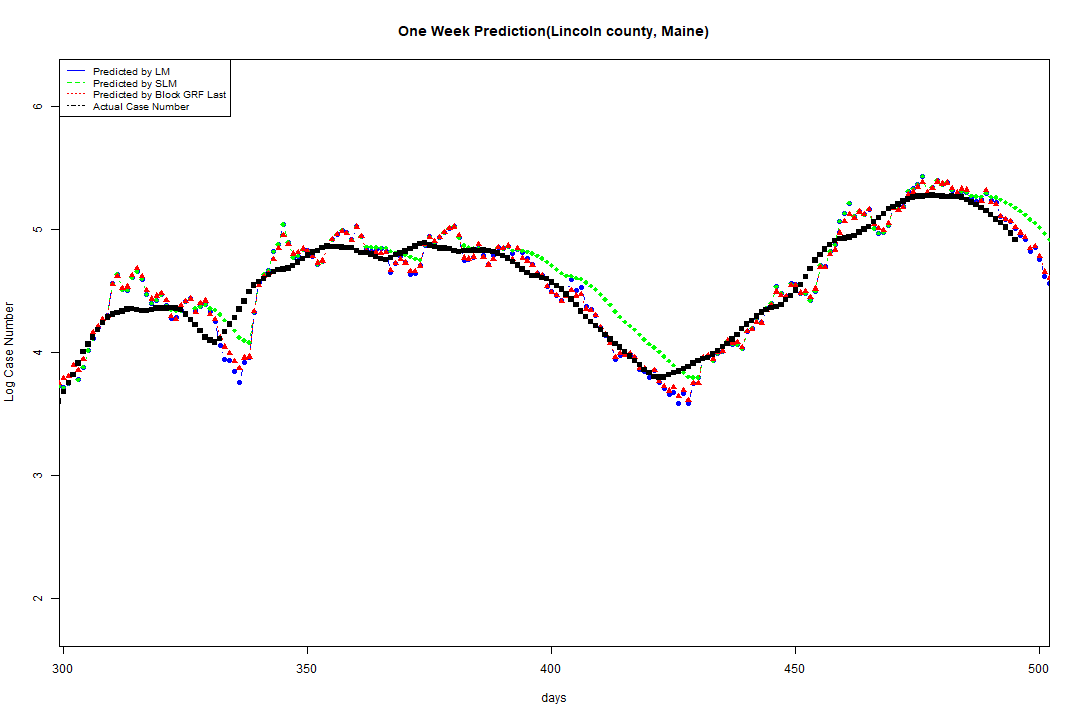 One Week Prediction(Lincoln county, Maine)
Predicted by LM
Predicted by SLM
Predicted by Block GRF Last
Actual Case Number
6
5
4
3
2
Log Case Number
300 350 400 450 500
days